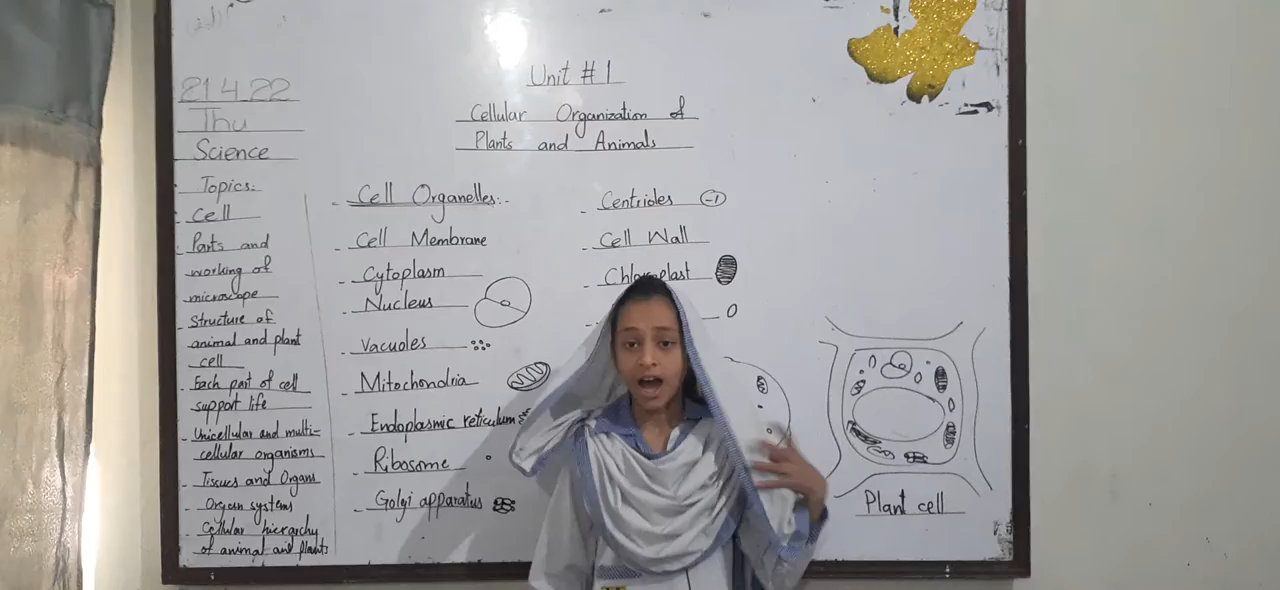 Unit # 1
Cellular Organization of
Plants and Animals
21 4 22
Thu
Science
Topics:
- Cell
- Parts and
working of
microscope
- Structure of
animal and plant
cell
- Each part of cell
support life
- Unicellular and multi-
cellular organisms
- Tissues and Organs
- Organ systems
- Cellular hierarchy
of animal and plants
- Cell Organelles:-
- Cell Membrane
- Cytoplasm
- Nucleus
- Vacuoles
- Mitochondria
- Endoplasmic reticulum
- Ribosome
- Golgi apparatus
- Centrioles
- Cell Wall
- Chloroplast
Plant cell